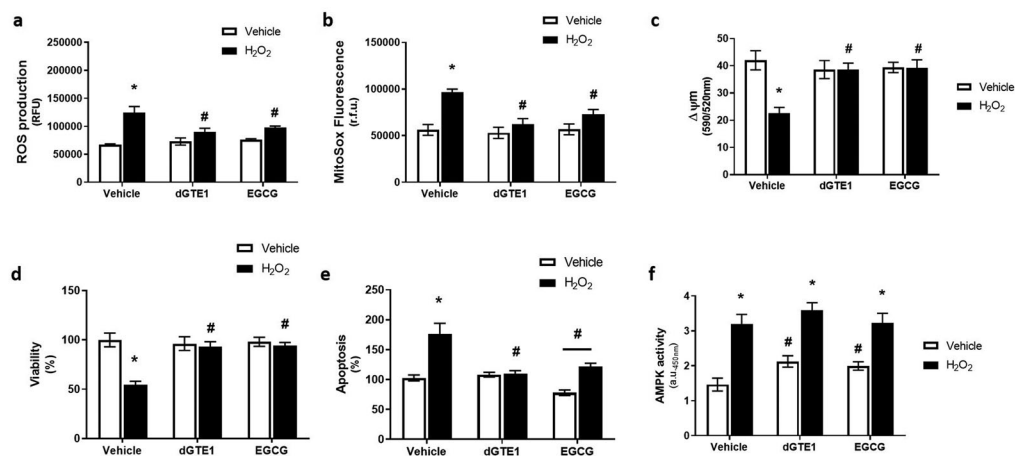 a
Vehicle
H₂O₂
ROS production
(RFU)
250000
200000
150000
100000
50000
0
*
#
#
Vehicle
dGTE1
EGCG
b
Vehicle
H₂O₂
MitoSox Fluorescence
(r.f.u.)
150000
100000
50000
0
*
#
#
Vehicle
dGTE1
EGCG
c
Vehicle
H₂O₂
Δ ψm
(590/520nm)
50
40
30
20
10
0
*
#
#
Vehicle
dGTE1
EGCG
d
Vehicle
H₂O₂
Viability
(%)
150
100
50
0
*
#
#
Vehicle
dGTE1
EGCG
e
Vehicle
H₂O₂
Apoptosis
(%)
250
200
150
100
50
0
*
#
#
Vehicle
dGTE1
EGCG
f
Vehicle
H₂O₂
AMPK activity
(a.u.450nm)
4
3
2
1
0
*
#
*
#
*
Vehicle
dGTE1
EGCG